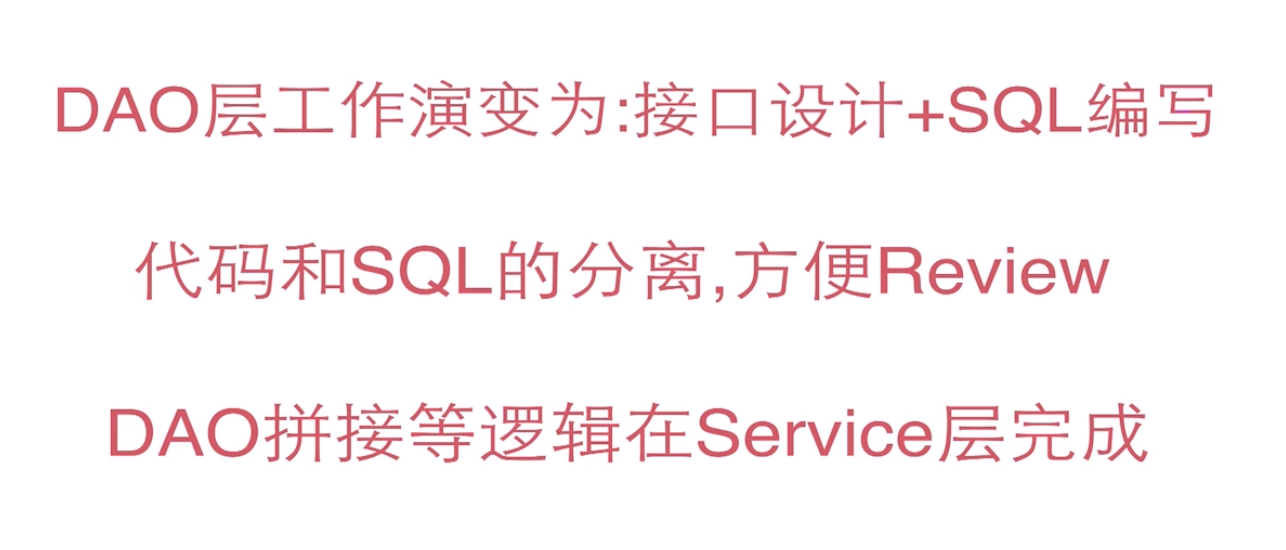 DAO层工作演变为:接口设计+SQL编写
代码和SQL的分离,方便Review
DAO拼接等逻辑在Service层完成